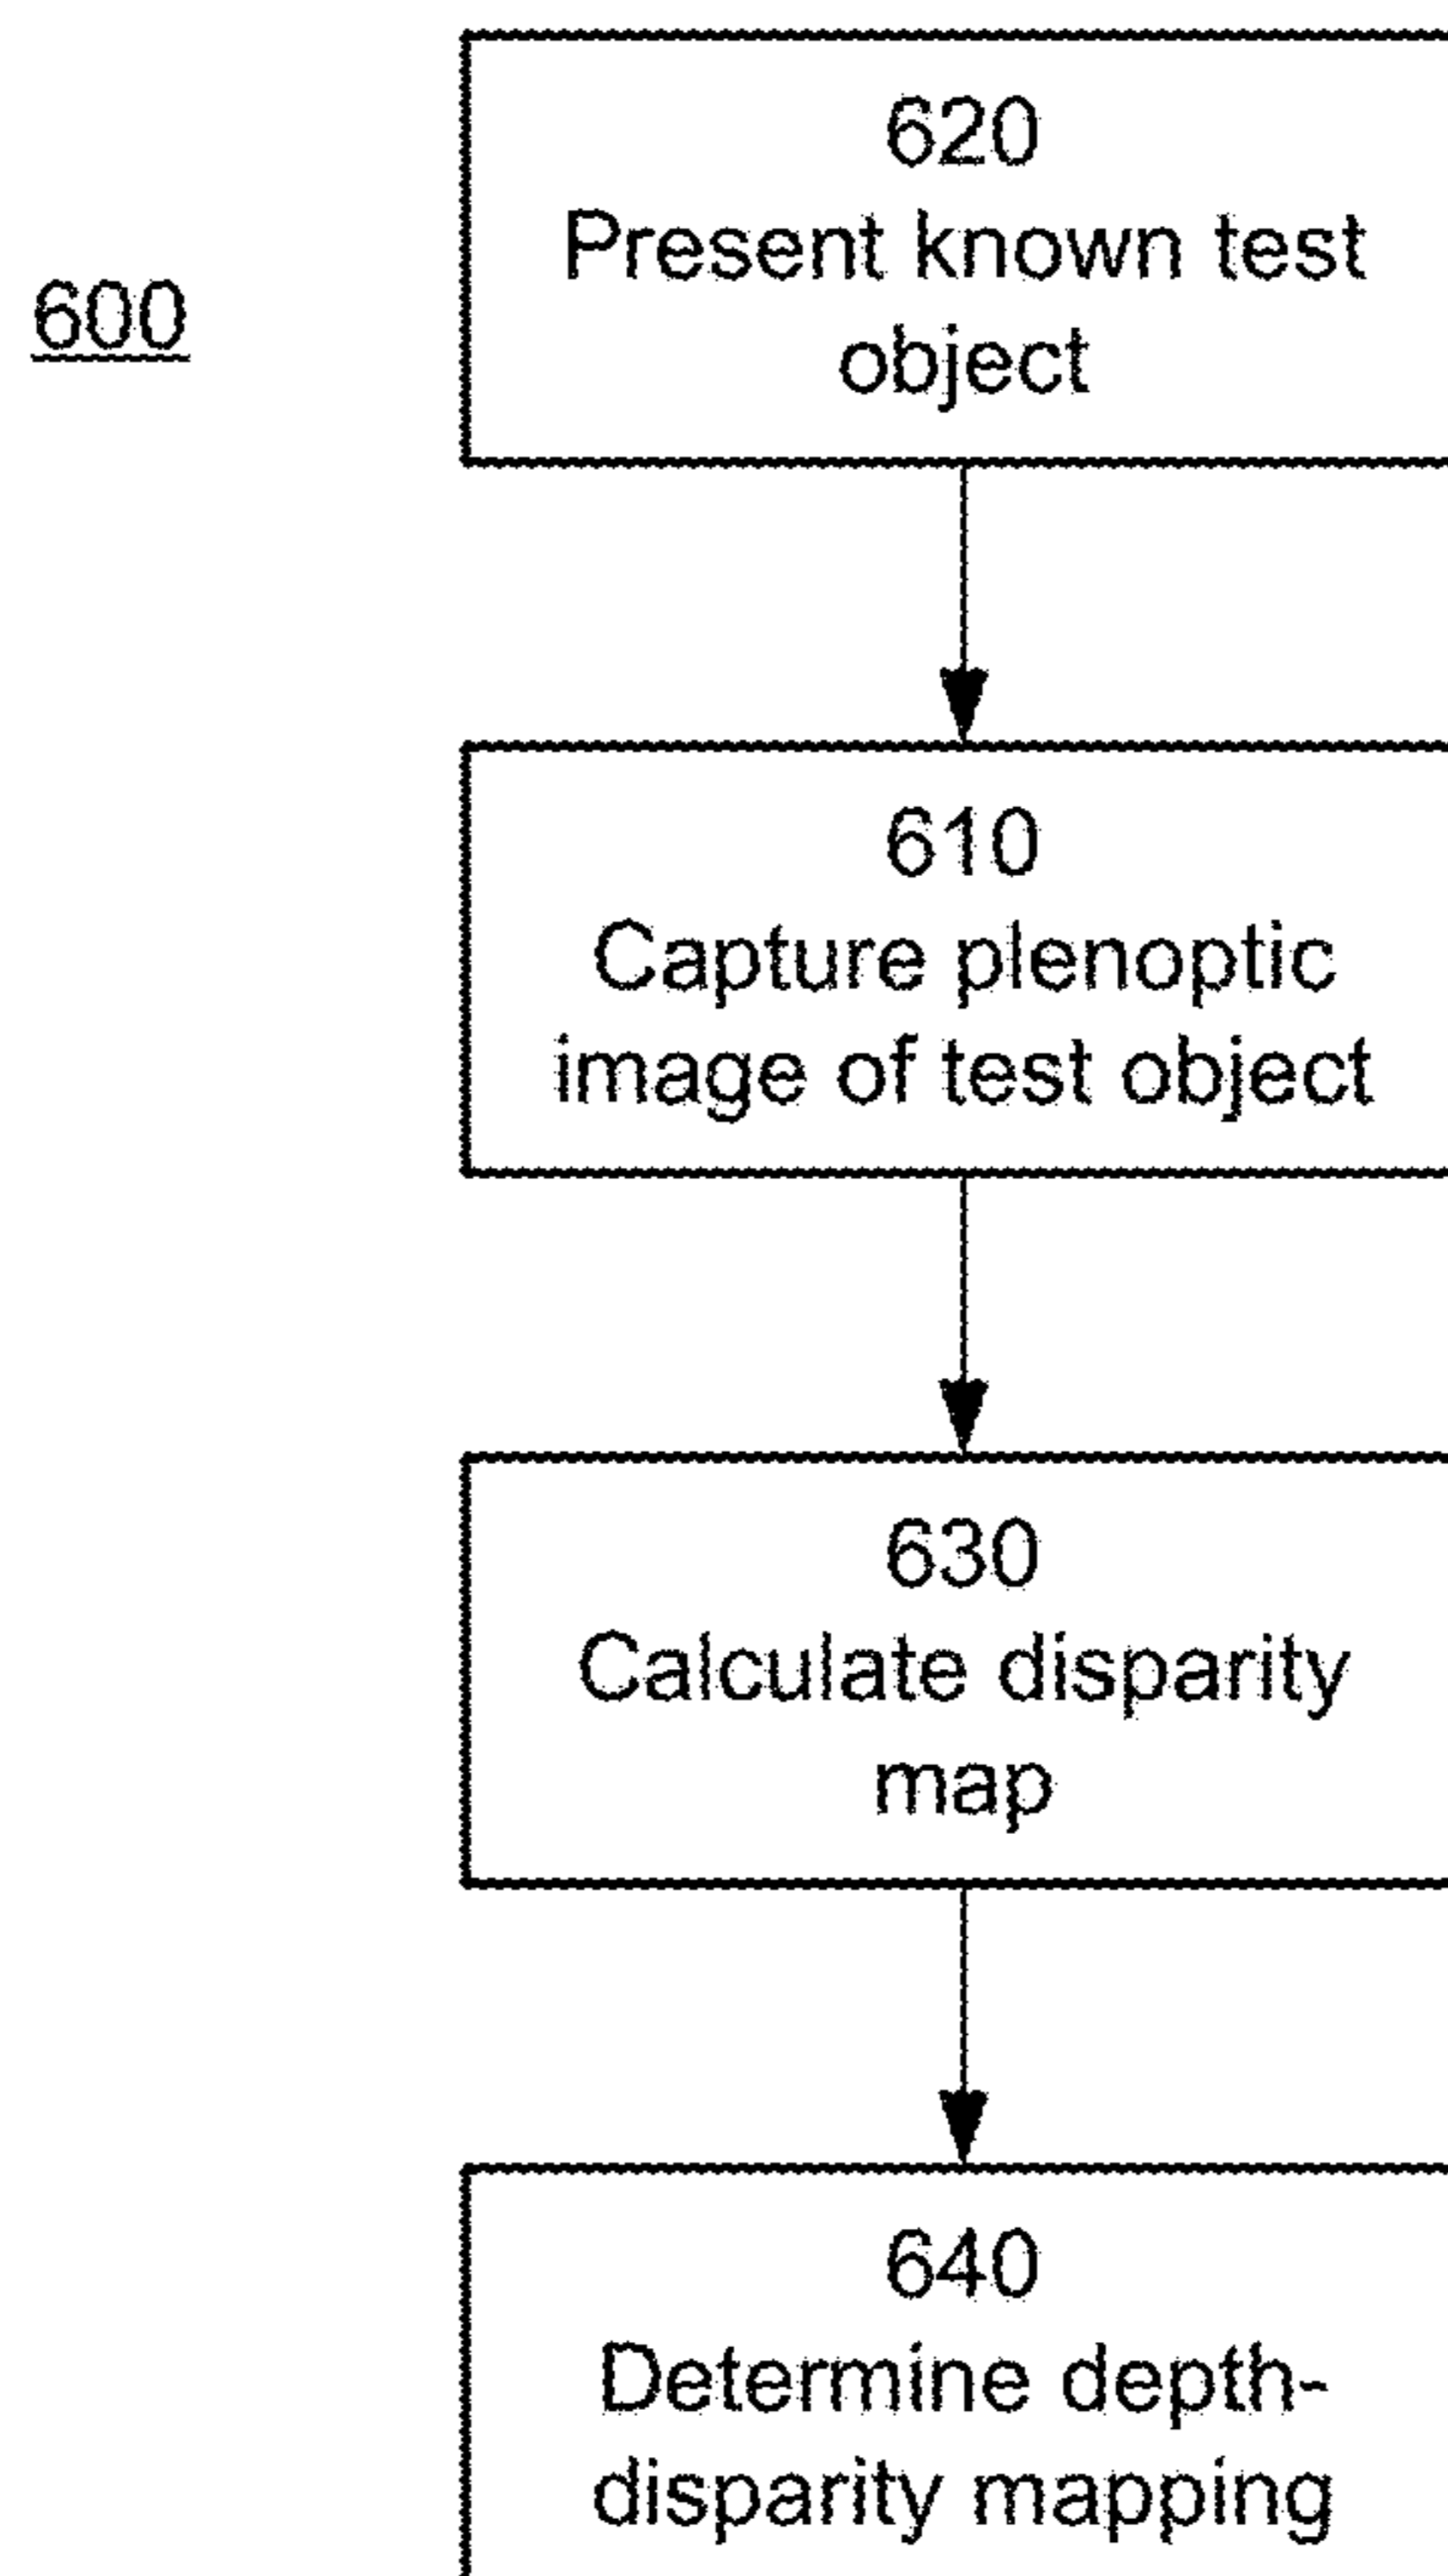 600
620
Present known test
object
610
Capture plenoptic
image of test object
630
Calculate disparity
map
640
Determine depth-
disparity mapping